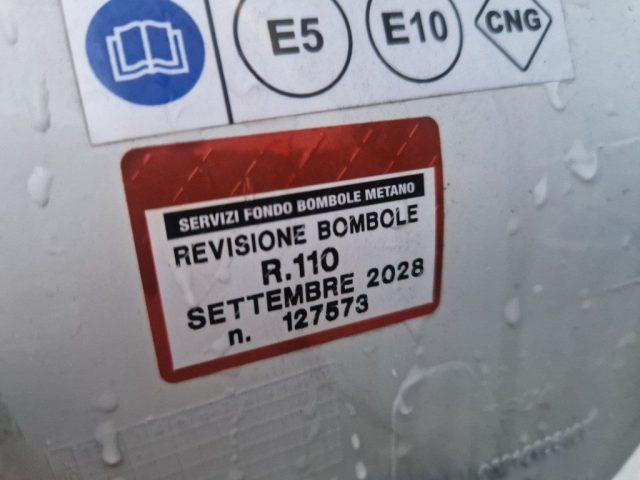 E5
E10
CNG
SERVIZI FONDO BOMBOLE METANO
REVISIONE BOMBOLE
R.110
SETTEMBRE 2028
n. 127573